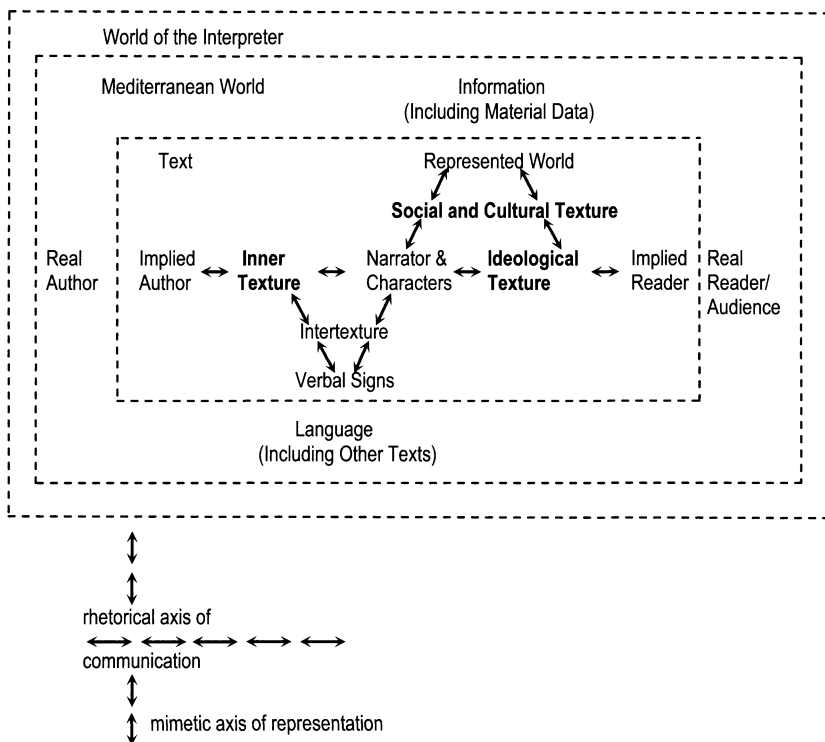 World of the Interpreter
Mediterranean World
Information
(Including Material Data)
Text
Represented World
Social and Cultural Texture
Real
Author
Implied
Author
Inner
Texture
Narrator &
Characters
Ideological
Texture
Implied
Reader
Real
Reader/
Audience
Intertexture
Verbal Signs
Language
(Including Other Texts)
rhetorical axis of
communication
mimetic axis of representation